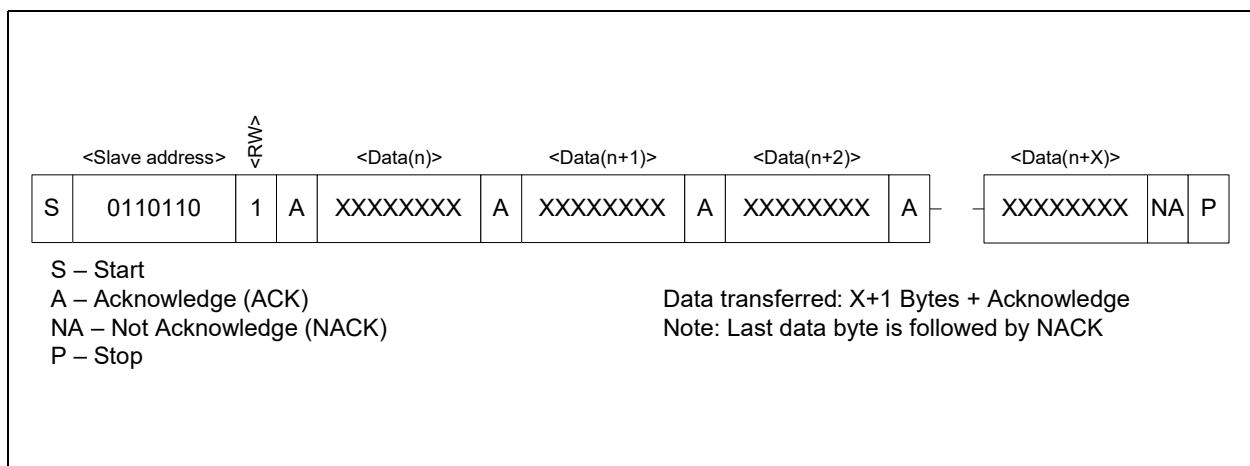 <Slave address> <RW> <Data(n)> <Data(n+1)> <Data(n+2)> <Data(n+X)>
S 0110110 1 A XXXXXXXX A XXXXXXXX A XXXXXXXX A XXXXXXXX NA P
S – Start
A – Acknowledge (ACK)
NA – Not Acknowledge (NACK)
P – Stop
Data transferred: X+1 Bytes + Acknowledge
Note: Last data byte is followed by NACK